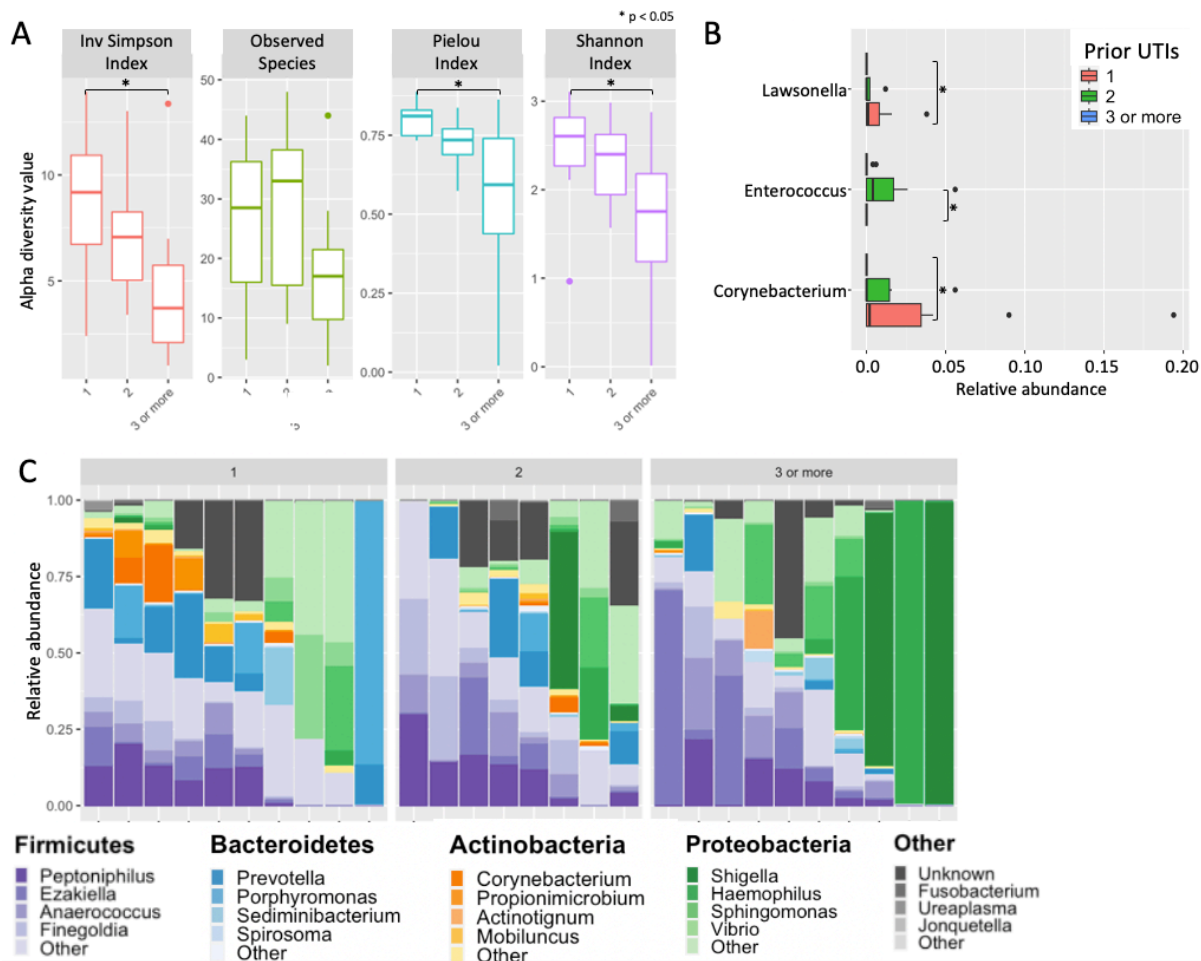 * p < 0.05
A
Inv Simpson
Index
Observed
Species
Pielou
Index
Shannon
Index
*
*
*
Alpha diversity value
10
5
50
40
30
20
10
0
0.75
0.50
0.25
0.00
3
2
1
0
1
2
3 or more
1
2
1
2
3 or more
1
2
3 or more
B
Prior UTIs
1
2
3 or more
Lawsonella
*
Enterococcus
*
Corynebacterium
*
0.0
0.05
0.10
0.15
0.20
Relative abundance
C
1
2
3 or more
Relative abundance
1.00
0.75
0.50
0.25
0.00
Firmicutes
Peptoniphilus
Ezakiella
Anaerococcus
Finegoldia
Other
Bacteroidetes
Prevotella
Porphyromonas
Sediminibacterium
Spirosoma
Other
Actinobacteria
Corynebacterium
Propionimicrobium
Actinotignum
Mobiluncus
Other
Proteobacteria
Shigella
Haemophilus
Sphingomonas
Vibrio
Other
Other
Unknown
Fusobacterium
Ureaplasma
Jonquetella
Other